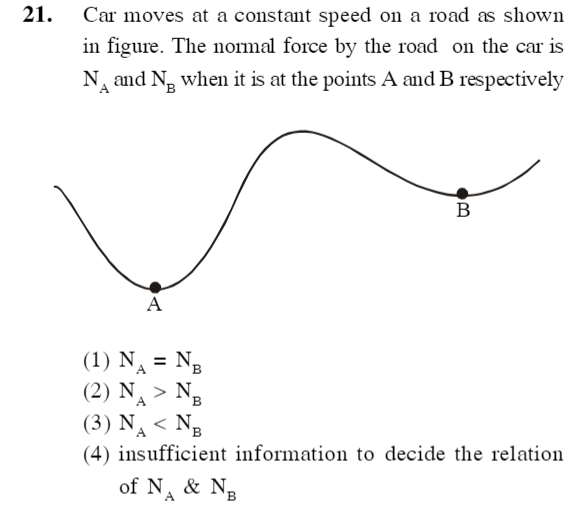 21. Car moves at a constant speed on a road as shown
in figure. The normal force by the road on the car is
N_A and N_B when it is at the points A and B respectively
B
A
(1) N_A = N_B
(2) N_A > N_B
(3) N_A < N_B
(4) insufficient information to decide the relation
of N_A & N_B